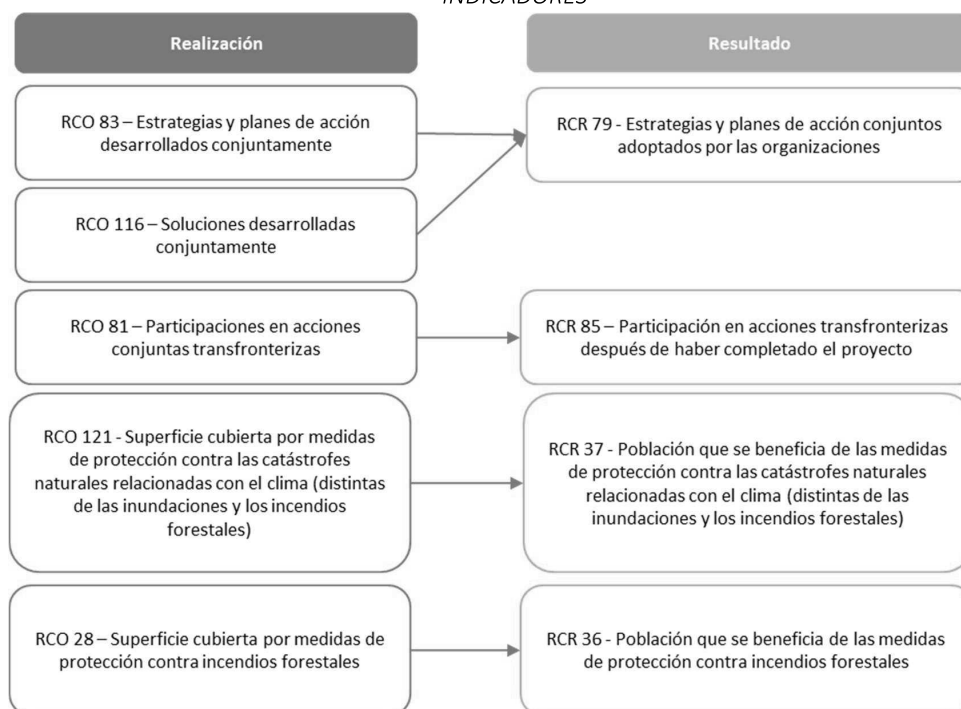 INDICADORES
Realización
Resultado
RCO 83 – Estrategias y planes de acción
desarrollados conjuntamente
RCR 79 - Estrategias y planes de acción conjuntos
adoptados por las organizaciones
RCO 116 – Soluciones desarrolladas
conjuntamente
RCO 81 – Participaciones en acciones
conjuntas transfronterizas
RCR 85 – Participación en acciones transfronterizas
después de haber completado el proyecto
RCO 121 - Superficie cubierta por medidas
de protección contra las catástrofes
naturales relacionadas con el clima (distintas
de las inundaciones y los incendios
forestales)
RCR 37 - Población que se beneficia de las medidas
de protección contra las catástrofes naturales
relacionadas con el clima (distintas de las
inundaciones y los incendios forestales)
RCO 28 – Superficie cubierta por medidas de
protección contra incendios forestales
RCR 36 - Población que se beneficia de las medidas
de protección contra incendios forestales